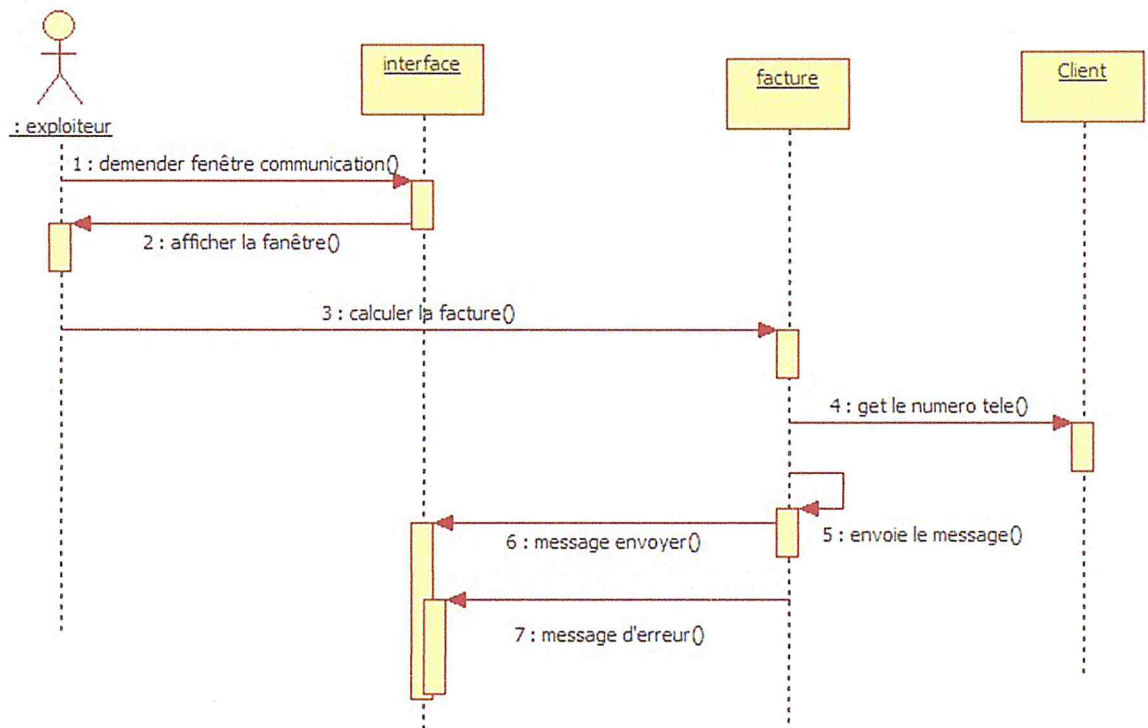 interface
facture
Client
: exploiteur
1 : demender fenêtre communication()
2 : afficher la fanêtre()
3 : calculer la facture()
4 : get le numero tele()
5 : envoie le message()
6 : message envoyer()
7 : message d'erreur()